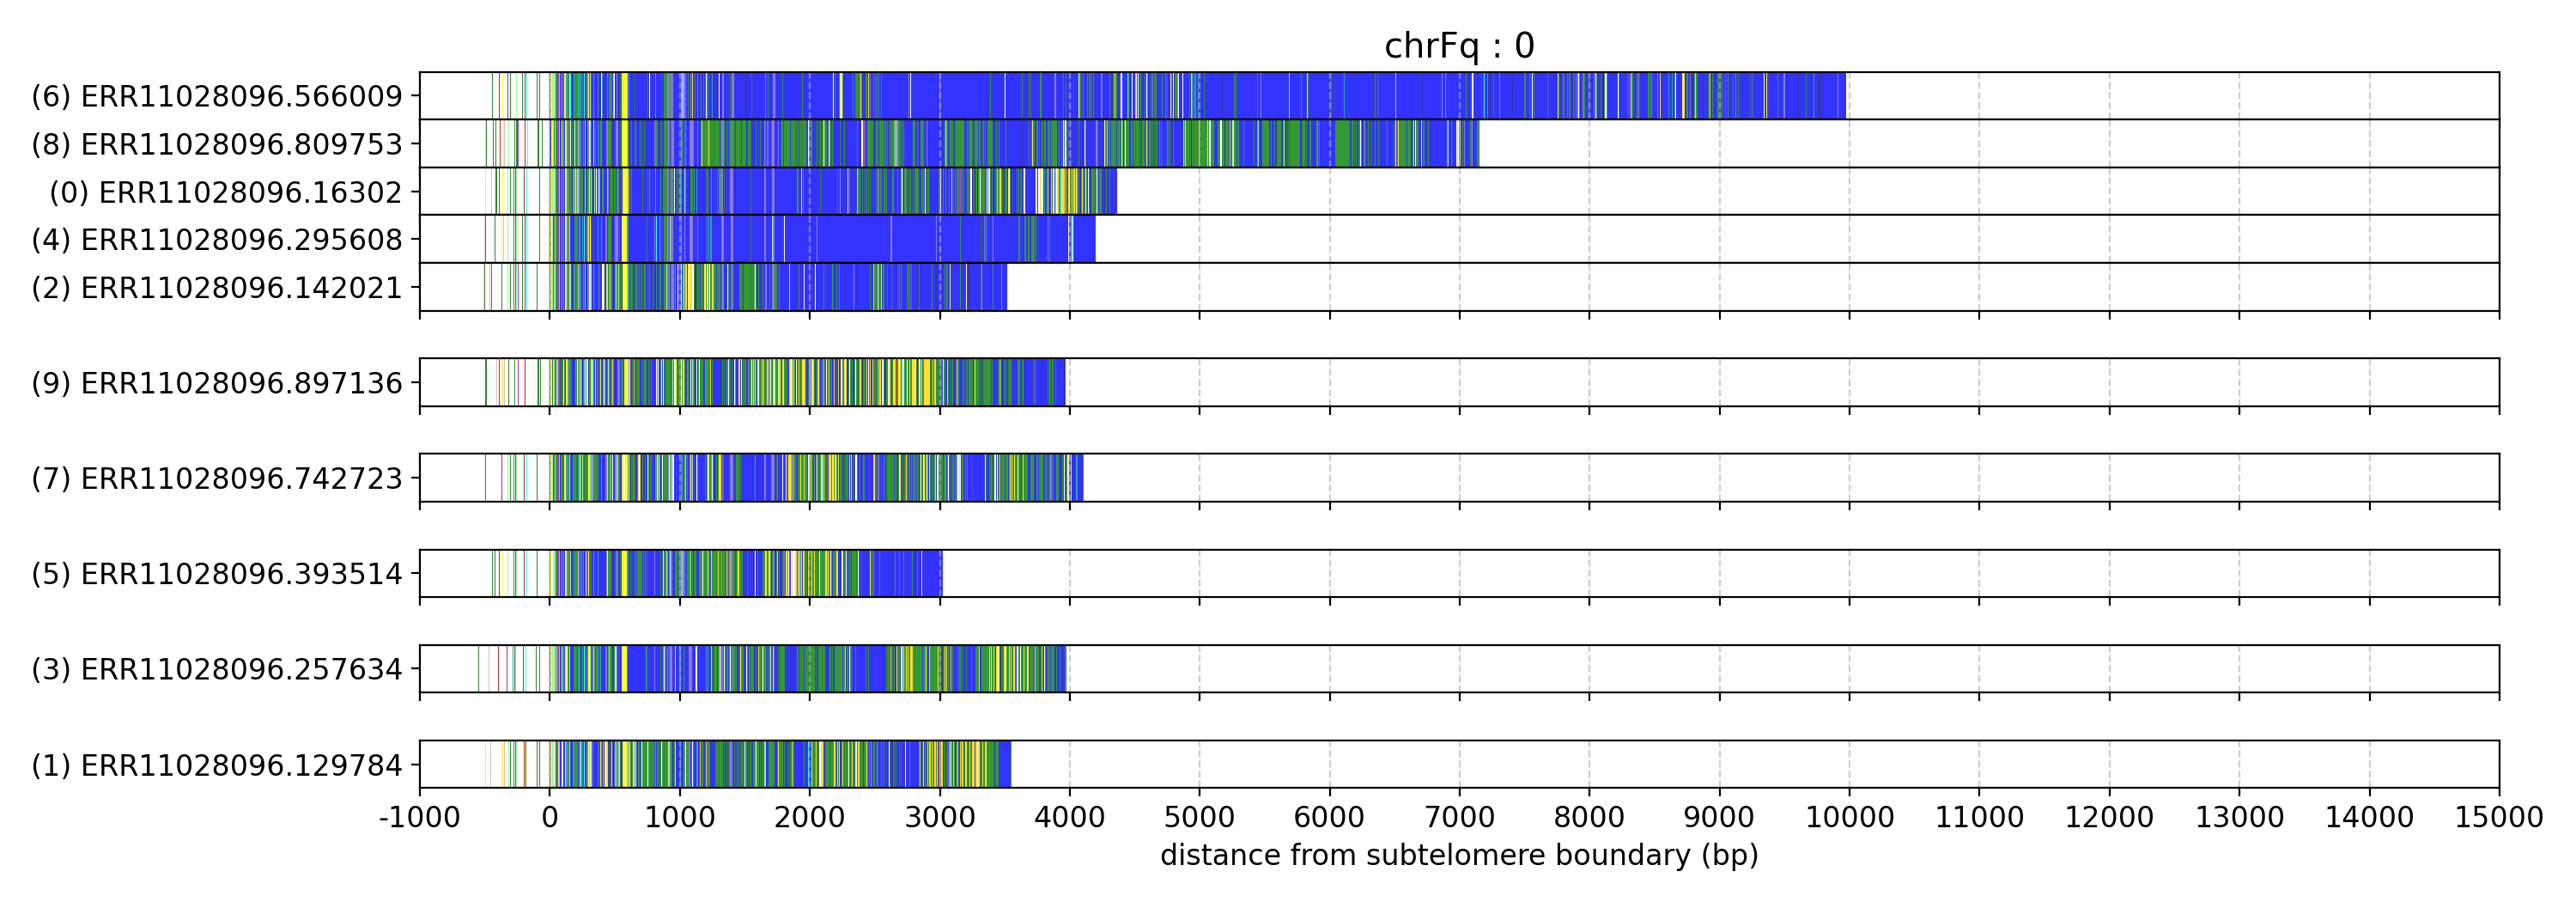 chrFq : 0
(6) ERR11028096.566009
(8) ERR11028096.809753
(0) ERR11028096.16302
(4) ERR11028096.295608
(2) ERR11028096.142021
(9) ERR11028096.897136
(7) ERR11028096.742723
(5) ERR11028096.393514
(3) ERR11028096.257634
(1) ERR11028096.129784
-1000 0 1000 2000 3000 4000 5000 6000 7000 8000 9000 10000 11000 12000 13000 14000 15000
distance from subtelomere boundary (bp)